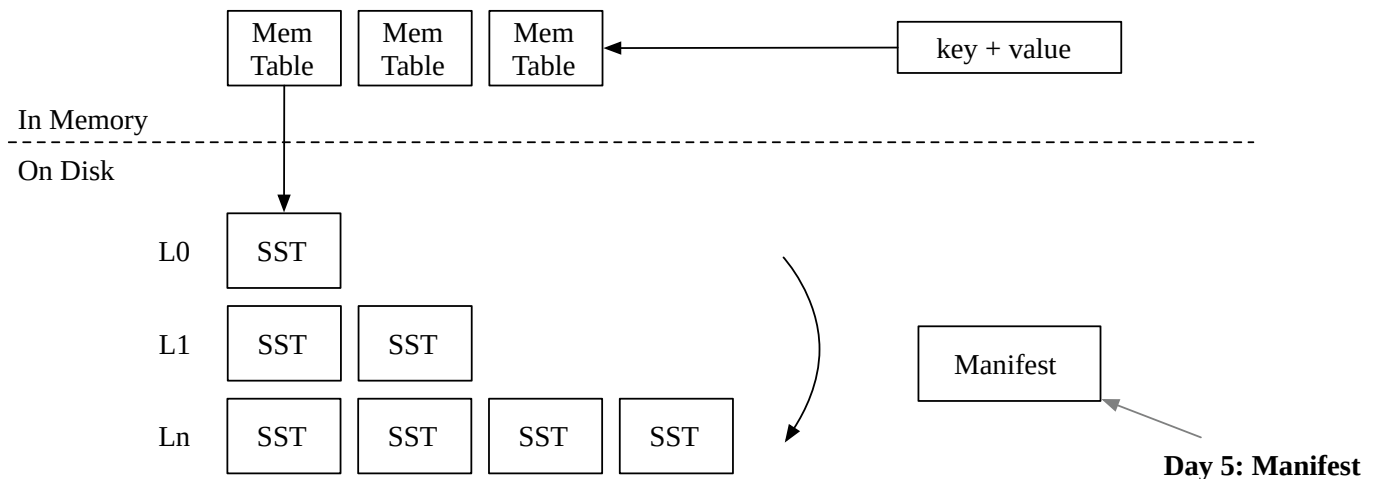 Mem
Table
Mem
Table
Mem
Table
key + value
In Memory
On Disk
L0
SST
L1
SST
SST
Manifest
Ln
SST
SST
SST
SST
Day 5: Manifest